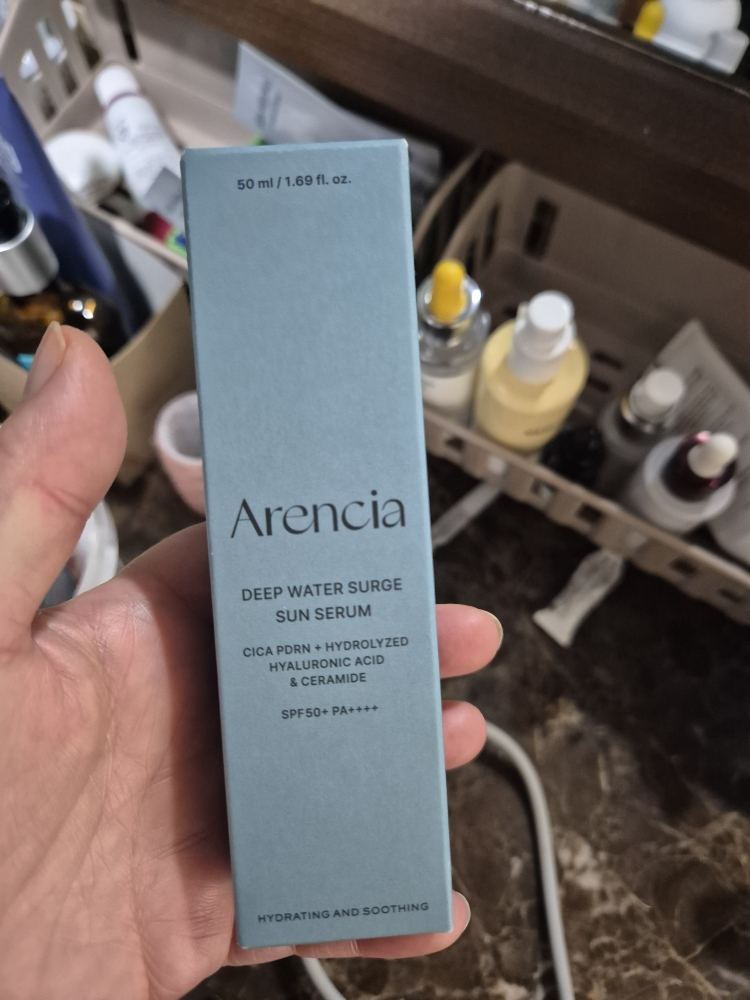 50 ml / 1.69 fl. oz.
Arencia
DEEP WATER SURGE
SUN SERUM
CICA PDRN + HYDROLYZED
HYALURONIC ACID
& CERAMIDE
SPF50+ PA++++
HYDRATING AND SOOTHING